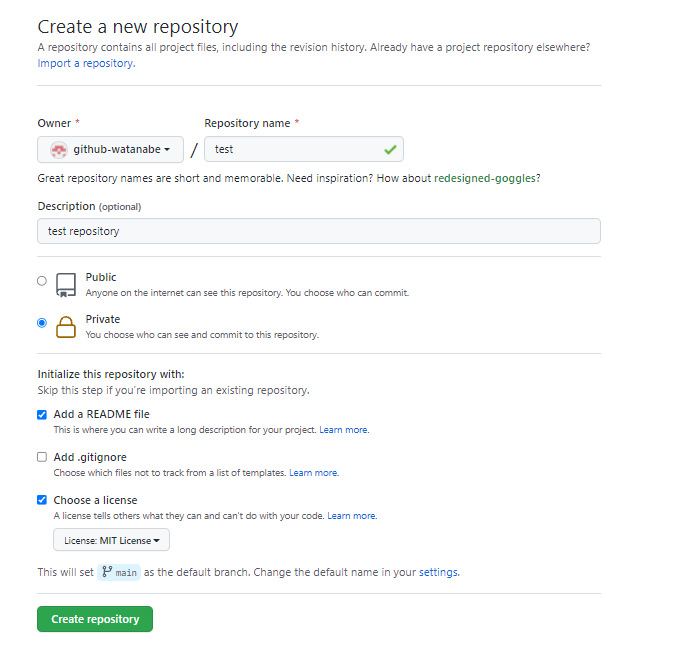 Create a new repository
A repository contains all project files, including the revision history. Already have a project repository elsewhere?
Import a repository.
Owner * Repository name *
github-watanabe / test
Great repository names are short and memorable. Need inspiration? How about redesigned-goggles?
Description (optional)
test repository
Public
Anyone on the internet can see this repository. You choose who can commit.
Private
You choose who can see and commit to this repository.
Initialize this repository with:
Skip this step if you're importing an existing repository.
Add a README file
This is where you can write a long description for your project. Learn more.
Add .gitignore
Choose which files not to track from a list of templates. Learn more.
Choose a license
A license tells others what they can and can't do with your code. Learn more.
License: MIT License
This will set main as the default branch. Change the default name in your settings.
Create repository